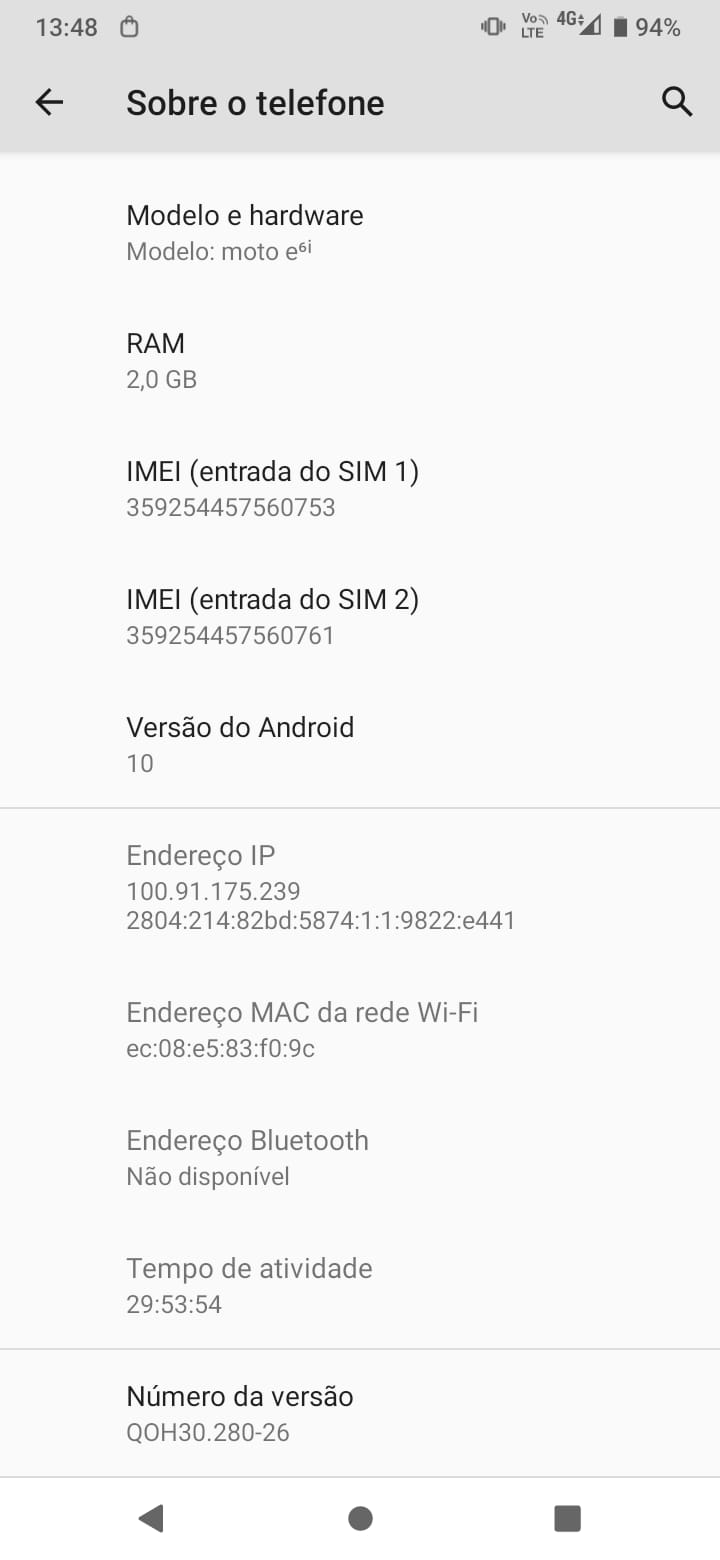 13:48 Vo LTE 4G 94%
Sobre o telefone
Modelo e hardware
Modelo: moto e⁶ⁱ
RAM
2,0 GB
IMEI (entrada do SIM 1)
359254457560753
IMEI (entrada do SIM 2)
359254457560761
Versão do Android
10
Endereço IP
100.91.175.239
2804:214:82bd:5874:1:1:9822:e441
Endereço MAC da rede Wi-Fi
ec:08:e5:83:f0:9c
Endereço Bluetooth
Não disponível
Tempo de atividade
29:53:54
Número da versão
QOH30.280-26